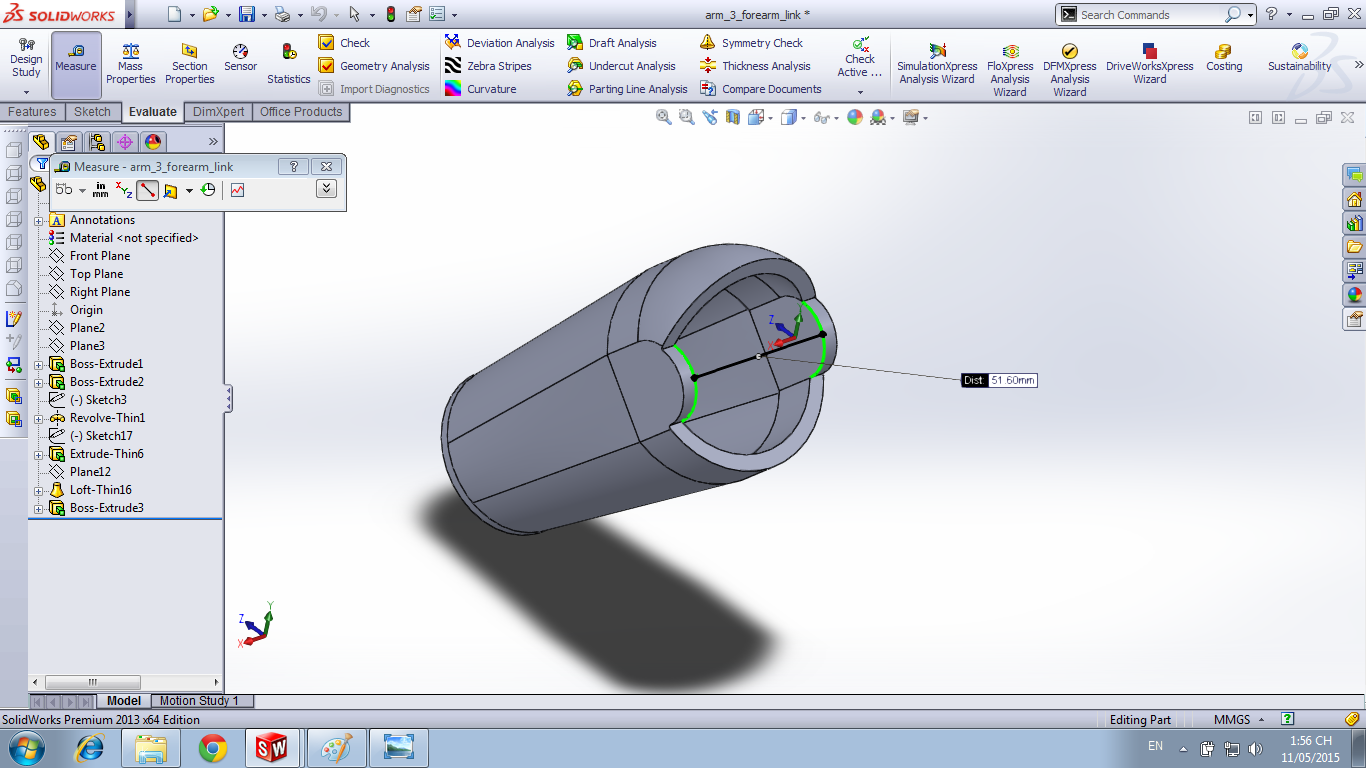 SOLIDWORKS
arm_3_forearm_link *
Search Commands
Design Study
Measure
Mass Properties
Section Properties
Sensor
Statistics
Check
Geometry Analysis
Import Diagnostics
Deviation Analysis
Zebra Stripes
Curvature
Draft Analysis
Undercut Analysis
Parting Line Analysis
Symmetry Check
Thickness Analysis
Compare Documents
Check Active ...
SimulationXpress Analysis Wizard
FloXpress Analysis Wizard
DFMXpress Analysis Wizard
DriveWorksXpress Wizard
Costing
Sustainability
Features
Sketch
Evaluate
DimXpert
Office Products
Measure - arm_3_forearm_link
in
mm
XYZ
Annotations
Material <not specified>
Front Plane
Top Plane
Right Plane
Origin
Plane2
Plane3
Boss-Extrude1
Boss-Extrude2
(-) Sketch3
Revolve-Thin1
(-) Sketch17
Extrude-Thin6
Plane12
Loft-Thin16
Boss-Extrude3
Z
Dist: 51.60mm
Y
Z
X
Model
Motion Study 1
SolidWorks Premium 2013 x64 Edition
Editing Part
MMGS
EN
1:56 CH
11/05/2015